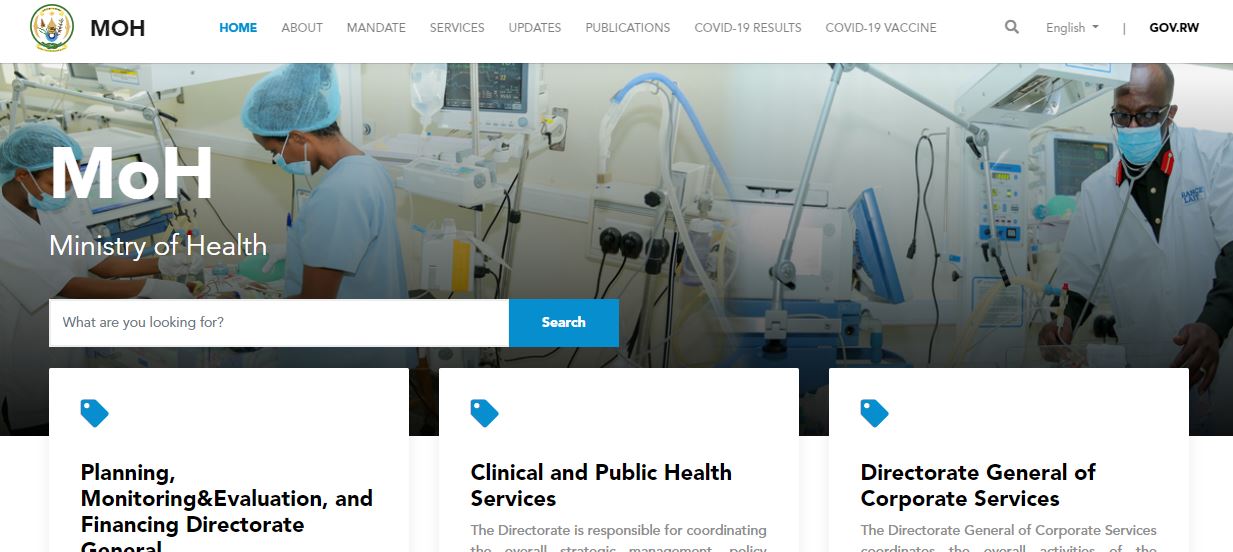 MOH
HOME ABOUT MANDATE SERVICES UPDATES PUBLICATIONS COVID-19 RESULTS COVID-19 VACCINE English | GOV.RW
MoH
Ministry of Health
What are you looking for? Search
Planning,
Monitoring&Evaluation, and
Financing Directorate
General
Clinical and Public Health
Services
The Directorate is responsible for coordinating
the overall strategic management, policy
Directorate General of
Corporate Services
The Directorate General of Corporate Services
coordinates the overall activities of the